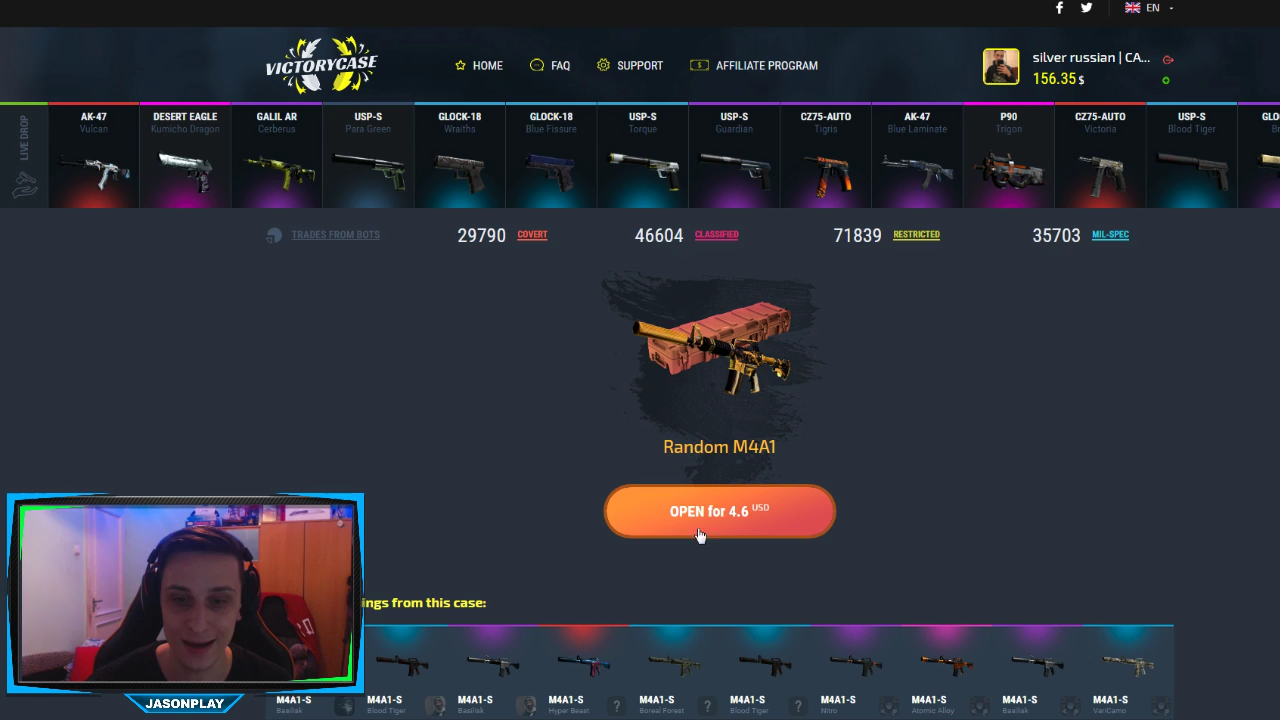 EN
VICTORYCASE
HOME
FAQ
SUPPORT
$
AFFILIATE PROGRAM
silver russian | CA...
156.35 $
LIVE DROP
AK-47
Vulcan
DESERT EAGLE
Kumicho Dragon
GALIL AR
Cerberus
USP-S
Para Green
GLOCK-18
Wraiths
GLOCK-18
Blue Fissure
USP-S
Torque
USP-S
Guardian
CZ75-AUTO
Tigris
AK-47
Blue Laminate
P90
Trigon
CZ75-AUTO
Victoria
USP-S
Blood Tiger
TRADES FROM BOTS
29790 COVERT
46604 CLASSIFIED
71839 RESTRICTED
35703 MIL-SPEC
Random M4A1
OPEN for 4.6 USD
ings from this case:
M4A1-S
Basilisk
M4A1-S
Blood Tiger
M4A1-S
Basilisk
M4A1-S
Hyper Beast
?
M4A1-S
Boreal Forest
?
M4A1-S
Blood Tiger
?
M4A1-S
Nitro
M4A1-S
Atomic Alloy
M4A1-S
Basilisk
M4A1-S
VariCamo
JASONPLAY